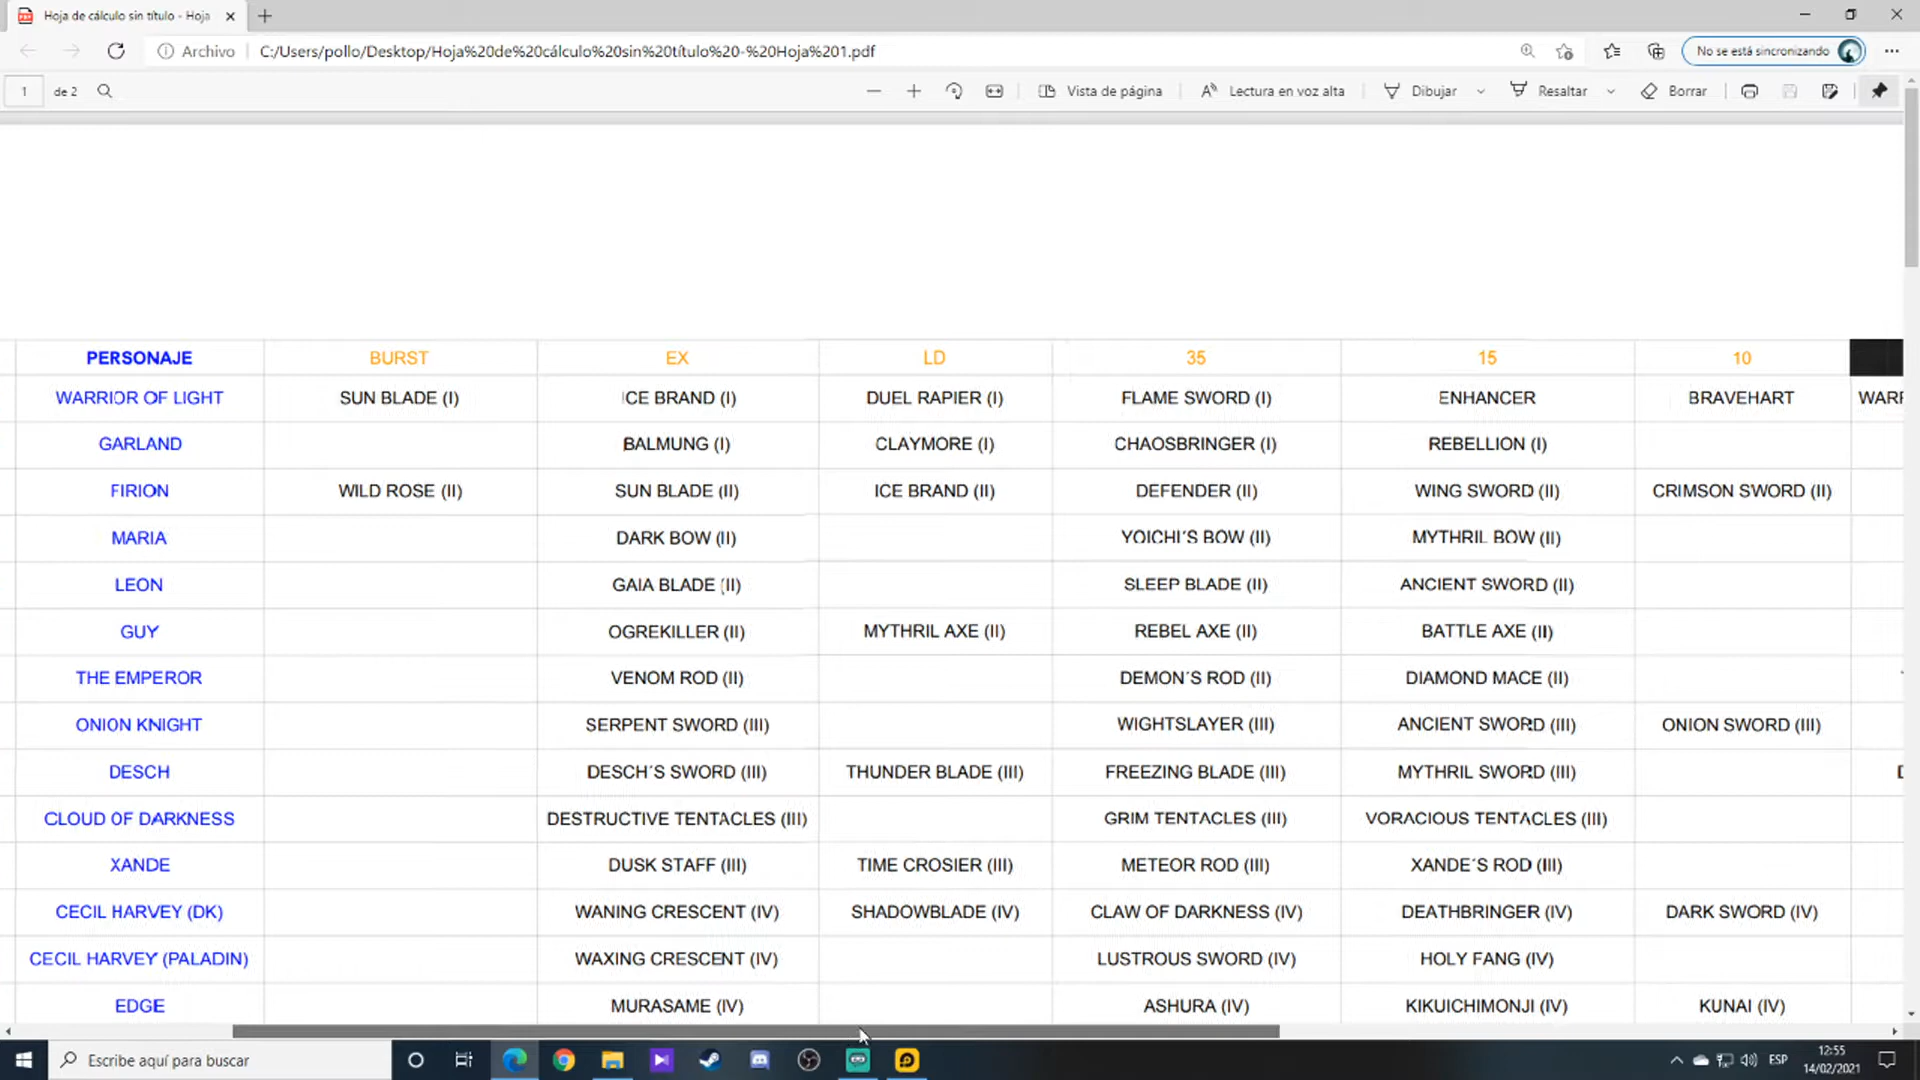 Hoja de cálculo sin título - Hoja
Archivo C:/Users/pollo/Desktop/Hoja%20de%20cálculo%20sin%20título%20-%20Hoja%201.pdf No se está sincronizando
1 de 2 Vista de página Lectura en voz alta Dibujar Resaltar Borrar
PERSONAJE BURST EX LD 35 15 10
WARRIOR OF LIGHT SUN BLADE (I) ICE BRAND (I) DUEL RAPIER (I) FLAME SWORD (I) ENHANCER BRAVEHART
GARLAND BALMUNG (I) CLAYMORE (I) CHAOSBRINGER (I) REBELLION (I)
FIRION WILD ROSE (II) SUN BLADE (II) ICE BRAND (II) DEFENDER (II) WING SWORD (II) CRIMSON SWORD (II)
MARIA DARK BOW (II) YOICHI´S BOW (II) MYTHRIL BOW (II)
LEON GAIA BLADE (II) SLEEP BLADE (II) ANCIENT SWORD (II)
GUY OGREKILLER (II) MYTHRIL AXE (II) REBEL AXE (II) BATTLE AXE (II)
THE EMPEROR VENOM ROD (II) DEMON´S ROD (II) DIAMOND MACE (II)
ONION KNIGHT SERPENT SWORD (III) WIGHTSLAYER (III) ANCIENT SWORD (III) ONION SWORD (III)
DESCH DESCH´S SWORD (III) THUNDER BLADE (III) FREEZING BLADE (III) MYTHRIL SWORD (III)
CLOUD OF DARKNESS DESTRUCTIVE TENTACLES (III) GRIM TENTACLES (III) VORACIOUS TENTACLES (III)
XANDE DUSK STAFF (III) TIME CROSIER (III) METEOR ROD (III) XANDE´S ROD (III)
CECIL HARVEY (DK) WANING CRESCENT (IV) SHADOWBLADE (IV) CLAW OF DARKNESS (IV) DEATHBRINGER (IV) DARK SWORD (IV)
CECIL HARVEY (PALADIN) WAXING CRESCENT (IV) LUSTROUS SWORD (IV) HOLY FANG (IV)
EDGE MURASAME (IV) ASHURA (IV) KIKUICHIMONJI (IV) KUNAI (IV)
Escribe aquí para buscar ESP 12:55
14/02/2021